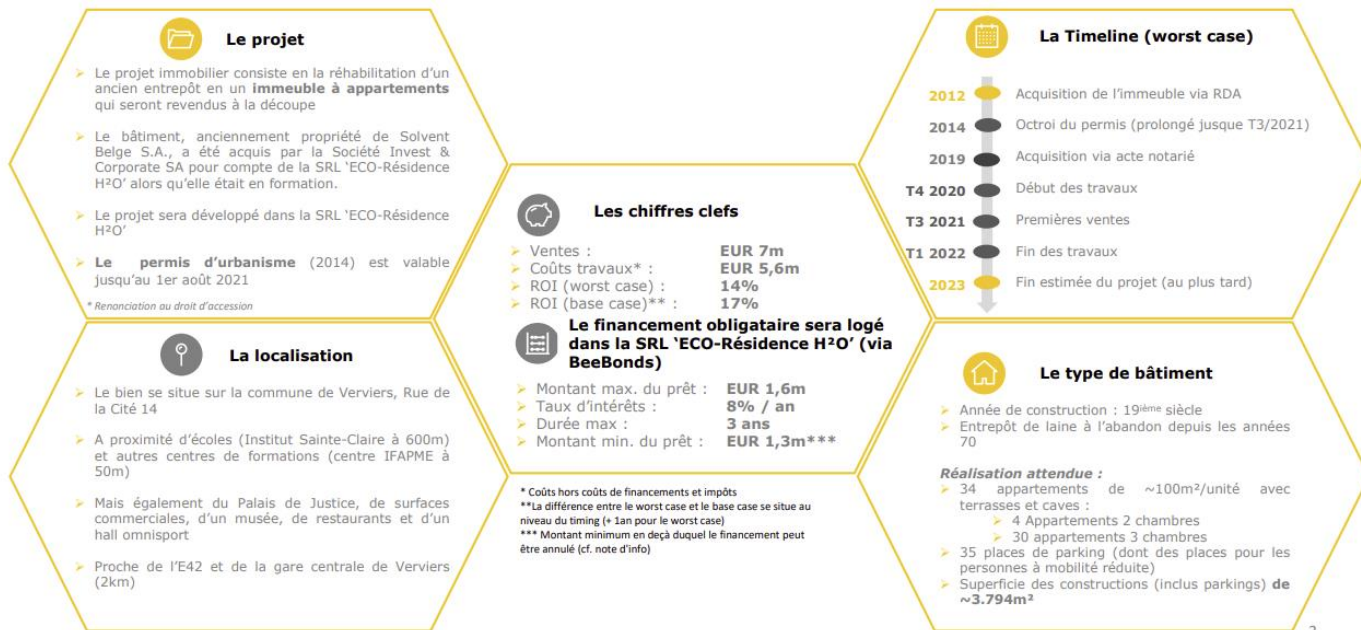 Le projet
Le projet immobilier consiste en la réhabilitation d'un
ancien entrepôt en un immeuble à appartements
qui seront revendus à la découpe
Le bâtiment, anciennement propriété de Solvent
Belge S.A., a été acquis par la Société Invest &
Corporate SA pour compte de la SRL 'ECO-Résidence
H²O' alors qu'elle était en formation.
Le projet sera développé dans la SRL 'ECO-Résidence
H²O'
Le permis d'urbanisme (2014) est valable
jusqu'au 1er août 2021
* Renonciation au droit d'accession
La localisation
Le bien se situe sur la commune de Verviers, Rue de
la Cité 14
A proximité d'écoles (Institut Sainte-Claire à 600m)
et autres centres de formations (centre IFAPME à
50m)
Mais également du Palais de Justice, de surfaces
commerciales, d'un musée, de restaurants et d'un
hall omnisport
Proche de l'E42 et de la gare centrale de Verviers
(2km)
Les chiffres clefs
Ventes : EUR 7m
Coûts travaux* : EUR 5,6m
ROI (worst case) : 14%
ROI (base case)** : 17%
Le financement obligataire sera logé
dans la SRL 'ECO-Résidence H²O' (via
BeeBonds)
Montant max. du prêt : EUR 1,6m
Taux d'intérêts : 8% / an
Durée max : 3 ans
Montant min. du prêt : EUR 1,3m***
* Coûts hors coûts de financements et impôts
**La différence entre le worst case et le base case se situe au
niveau du timing (+ 1an pour le worst case)
*** Montant minimum en deçà duquel le financement peut
être annulé (cf. note d'info)
La Timeline (worst case)
2012 Acquisition de l'immeuble via RDA
2014 Octroi du permis (prolongé jusque T3/2021)
2019 Acquisition via acte notarié
T4 2020 Début des travaux
T3 2021 Premières ventes
T1 2022 Fin des travaux
2023 Fin estimée du projet (au plus tard)
Le type de bâtiment
Année de construction : 19ième siècle
Entrepôt de laine à l'abandon depuis les années
70
Réalisation attendue :
34 appartements de ~100m²/unité avec
terrasses et caves :
4 Appartements 2 chambres
30 appartements 3 chambres
35 places de parking (dont des places pour les
personnes à mobilité réduite)
Superficie des constructions (inclus parkings) de
~3.794m²